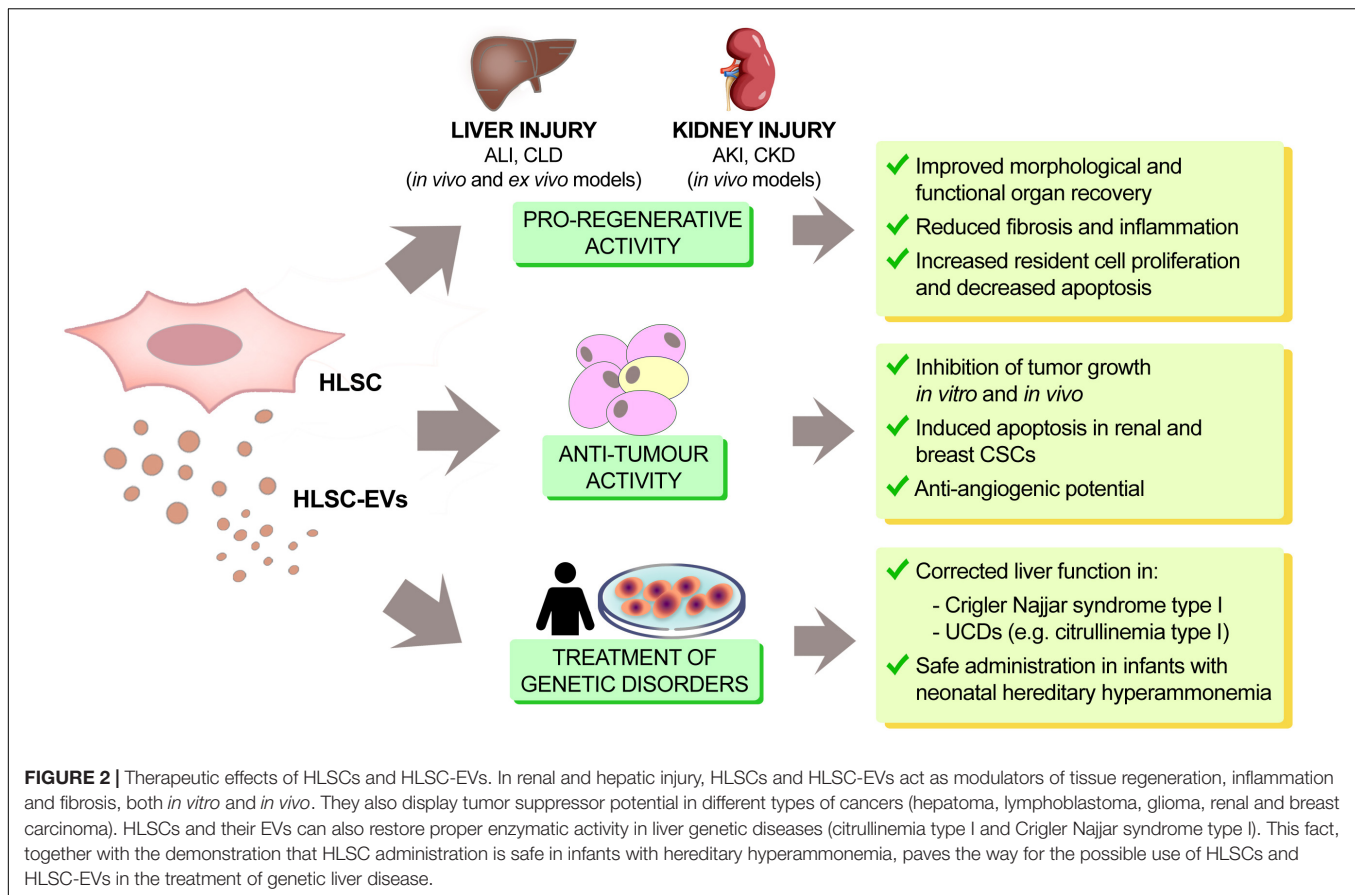 LIVER INJURY
ALI, CLD
(in vivo and ex vivo models)
KIDNEY INJURY
AKI, CKD
(in vivo models)
PRO-REGENERATIVE
ACTIVITY
Improved morphological and
functional organ recovery
Reduced fibrosis and inflammation
Increased resident cell proliferation
and decreased apoptosis
HLSC
HLSC-EVs
ANTI-TUMOUR
ACTIVITY
Inhibition of tumor growth
in vitro and in vivo
Induced apoptosis in renal and
breast CSCs
Anti-angiogenic potential
TREATMENT OF
GENETIC DISORDERS
Corrected liver function in:
- Crigler Najjar syndrome type I
- UCDs (e.g. citrullinemia type I)
Safe administration in infants with
neonatal hereditary hyperammonemia
FIGURE 2 | Therapeutic effects of HLSCs and HLSC-EVs. In renal and hepatic injury, HLSCs and HLSC-EVs act as modulators of tissue regeneration, inflammation
and fibrosis, both in vitro and in vivo. They also display tumor suppressor potential in different types of cancers (hepatoma, lymphoblastoma, glioma, renal and breast
carcinoma). HLSCs and their EVs can also restore proper enzymatic activity in liver genetic diseases (citrullinemia type I and Crigler Najjar syndrome type I). This fact,
together with the demonstration that HLSC administration is safe in infants with hereditary hyperammonemia, paves the way for the possible use of HLSCs and
HLSC-EVs in the treatment of genetic liver disease.